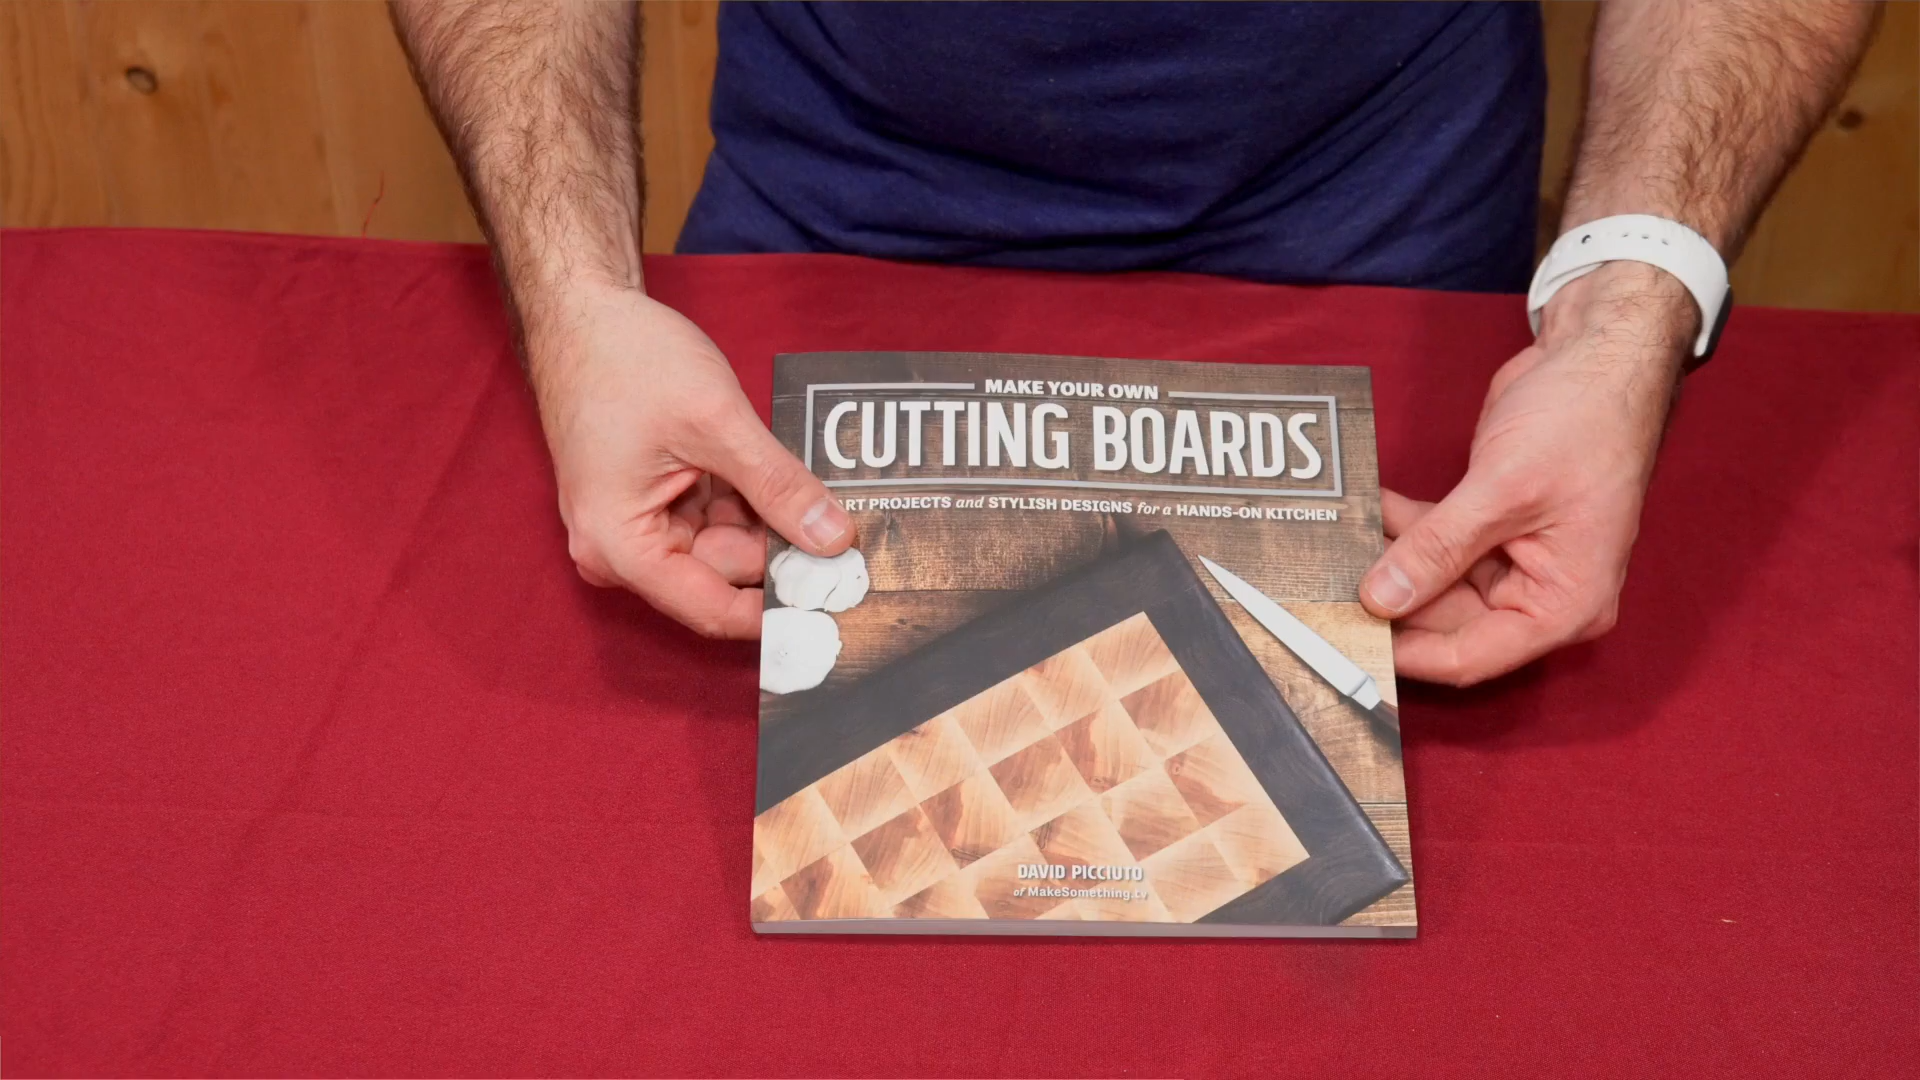 MAKE YOUR OWN
CUTTING BOARDS
ART PROJECTS and STYLISH DESIGNS for a HANDS-ON KITCHEN
DAVID PICCIUTO
of MakeSomething.tv